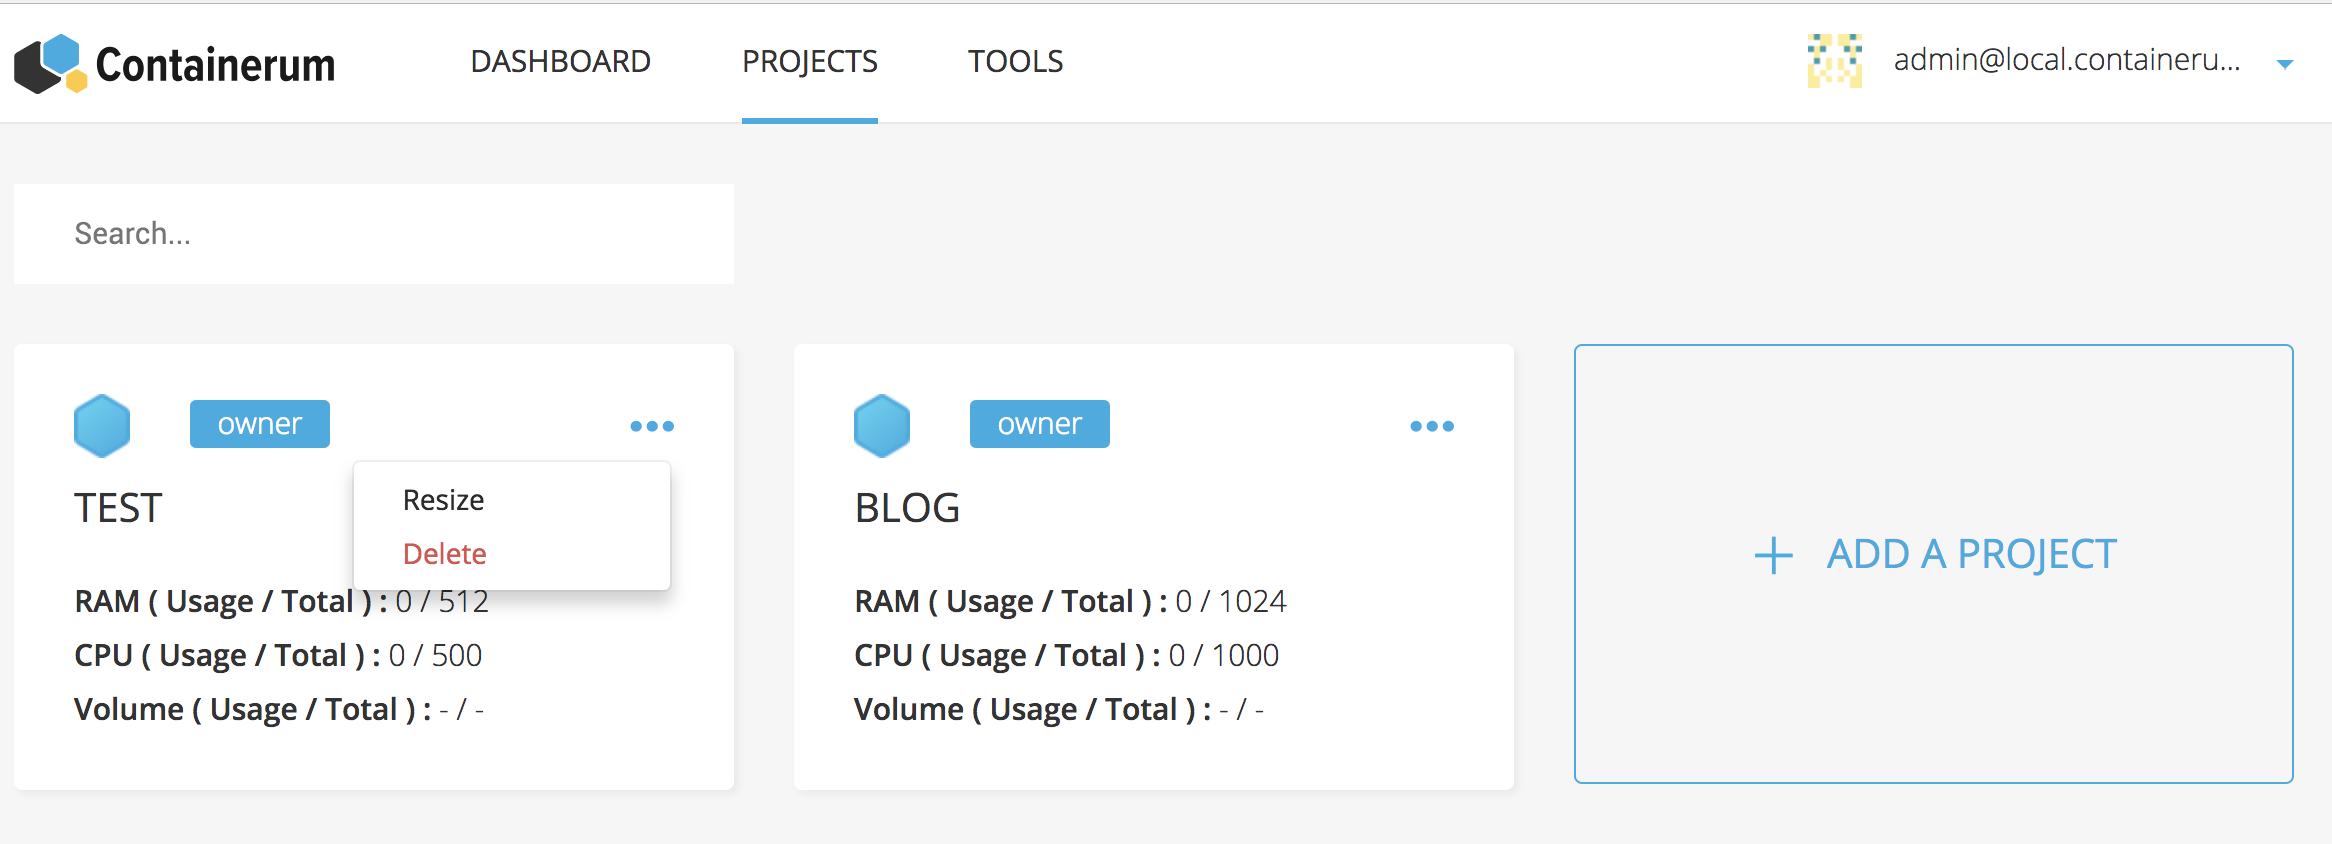 Containerum
DASHBOARD
PROJECTS
TOOLS
admin@local.containeru...
Search...
owner
TEST
Resize
Delete
RAM ( Usage / Total ) : 0 / 512
CPU ( Usage / Total ) : 0 / 500
Volume ( Usage / Total ) : - / -
owner
BLOG
RAM ( Usage / Total ) : 0 / 1024
CPU ( Usage / Total ) : 0 / 1000
Volume ( Usage / Total ) : - / -
+ ADD A PROJECT